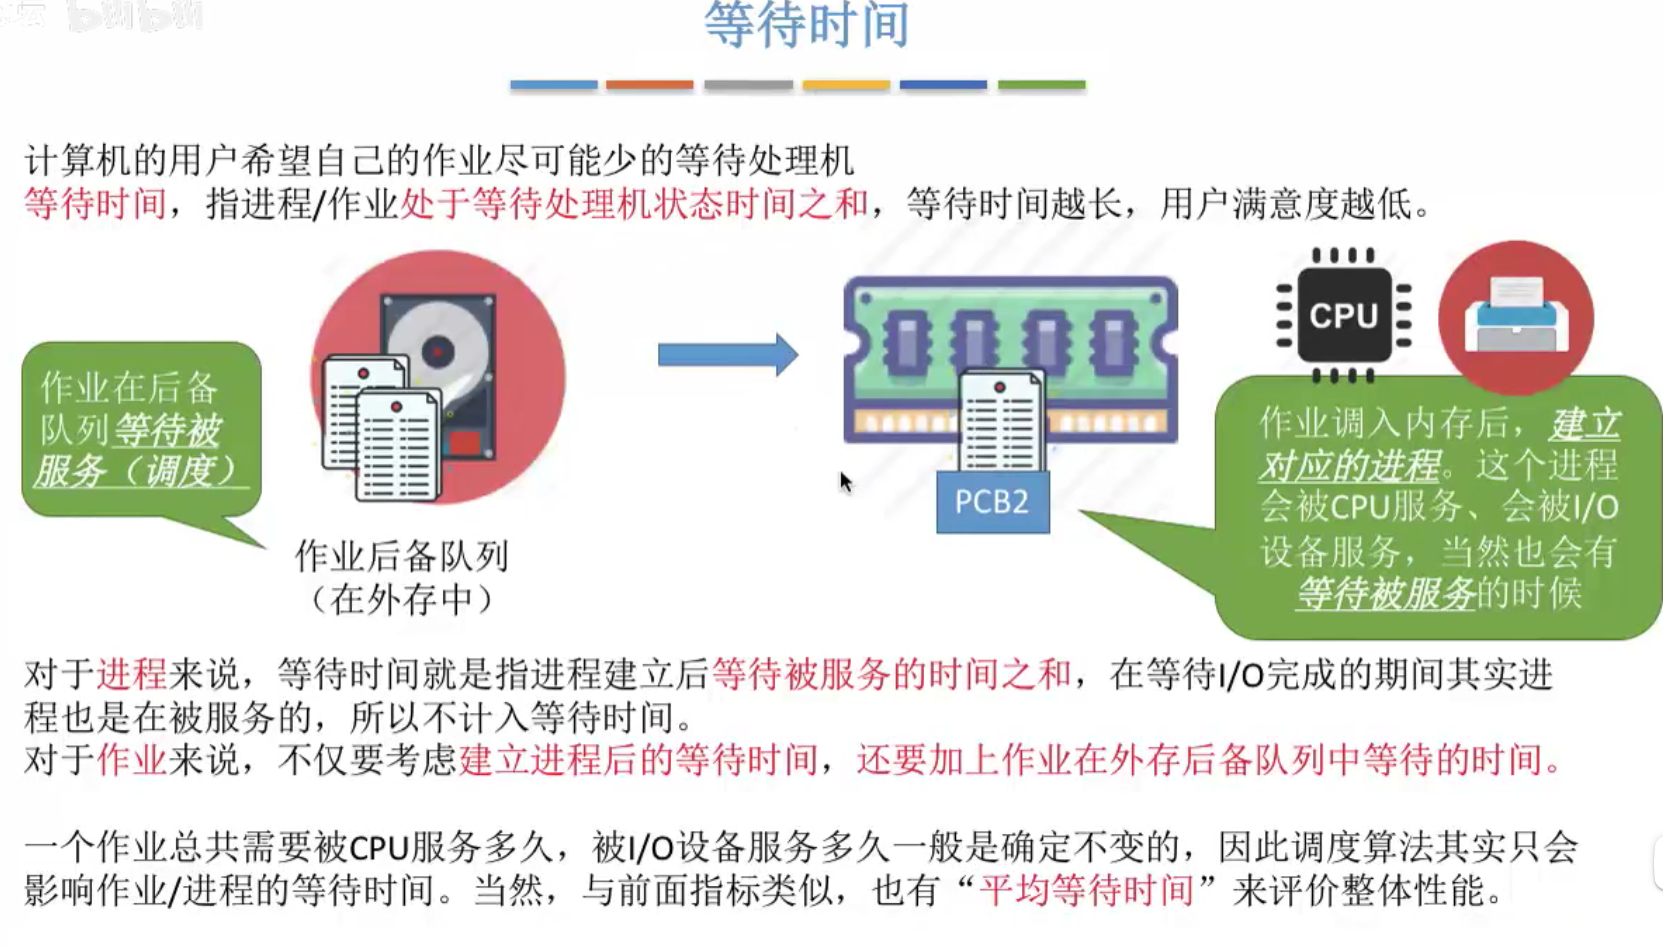 等待时间
计算机的用户希望自己的作业尽可能少的等待处理机
等待时间，指进程/作业处于等待处理机状态时间之和，等待时间越长，用户满意度越低。
作业在后备
队列等待被
服务（调度）
作业后备队列
（在外存中）
PCB2
CPU
作业调入内存后，建立
对应的进程。这个进程
会被CPU服务、会被I/O
设备服务，当然也会有
等待被服务的时候
对于进程来说，等待时间就是指进程建立后等待被服务的时间之和，在等待I/O完成的期间其实进
程也是在被服务的，所以不计入等待时间。
对于作业来说，不仅要考虑建立进程后的等待时间，还要加上作业在外存后备队列中等待的时间。
一个作业总共需要被CPU服务多久，被I/O设备服务多久一般是确定不变的，因此调度算法其实只会
影响作业/进程的等待时间。当然，与前面指标类似，也有“平均等待时间”来评价整体性能。